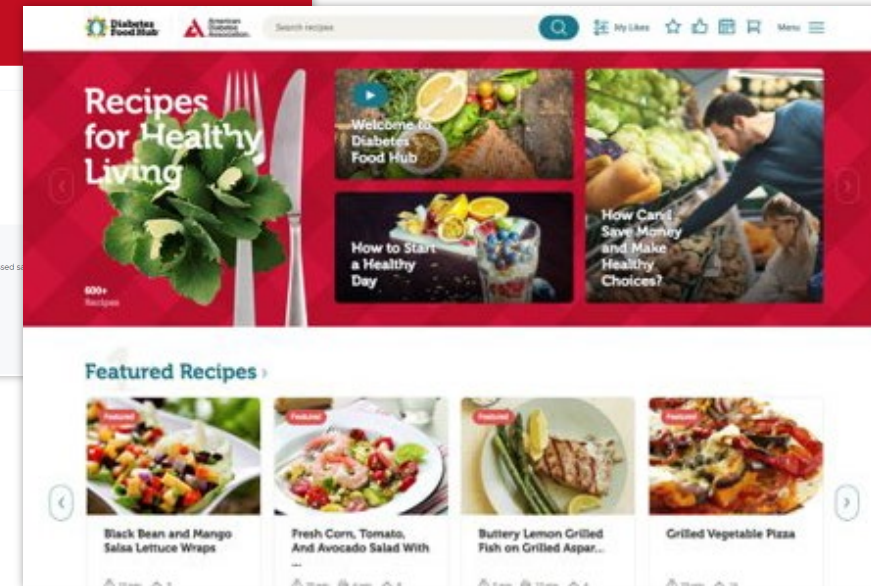 Diabetes
Food Hub
American
Diabetes
Association.
Search recipes
My Likes
Menu
Recipes
for Healthy
Living
600+
Recipes
Welcome to
Diabetes
Food Hub
How to Start
a Healthy
Day
How Can I
Save Money
and Make
Healthy
Choices?
Featured Recipes ›
Featured
Featured
Featured
Featured
Black Bean and Mango
Salsa Lettuce Wraps
Fresh Corn, Tomato,
And Avocado Salad With
...
Buttery Lemon Grilled
Fish on Grilled Aspar...
Grilled Vegetable Pizza